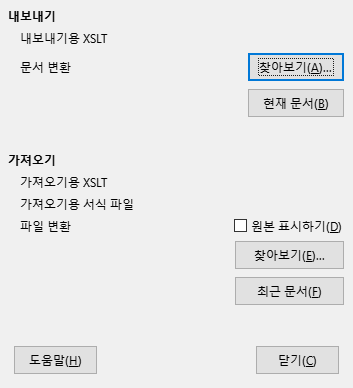 내보내기
내보내기용 XSLT
문서 변환
찾아보기(A)...
현재 문서(B)
가져오기
가져오기용 XSLT
가져오기용 서식 파일
파일 변환
원본 표시하기(D)
찾아보기(E)...
최근 문서(F)
도움말(H)
닫기(C)